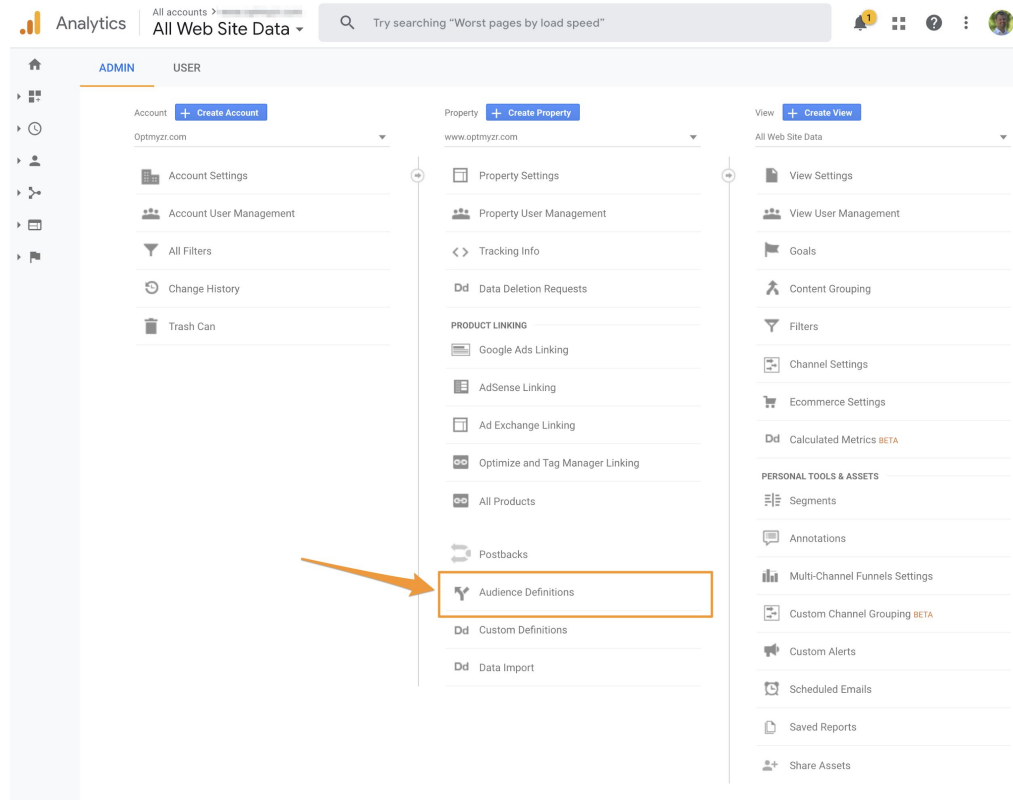 Analytics
All accounts >
All Web Site Data
Try searching “Worst pages by load speed”
1
ADMIN
USER
Account
+ Create Account
Optmyzr.com
Account Settings
Account User Management
All Filters
Change History
Trash Can
Property
+ Create Property
www.optmyzr.com
Property Settings
Property User Management
Tracking Info
Dd Data Deletion Requests
PRODUCT LINKING
Google Ads Linking
AdSense Linking
Ad Exchange Linking
Optimize and Tag Manager Linking
All Products
Postbacks
Audience Definitions
Dd Custom Definitions
Dd Data Import
View
+ Create View
All Web Site Data
View Settings
View User Management
Goals
Content Grouping
Filters
Channel Settings
Ecommerce Settings
Dd Calculated Metrics BETA
PERSONAL TOOLS & ASSETS
Segments
Annotations
Multi-Channel Funnels Settings
Custom Channel Grouping BETA
Custom Alerts
Scheduled Emails
Saved Reports
Share Assets